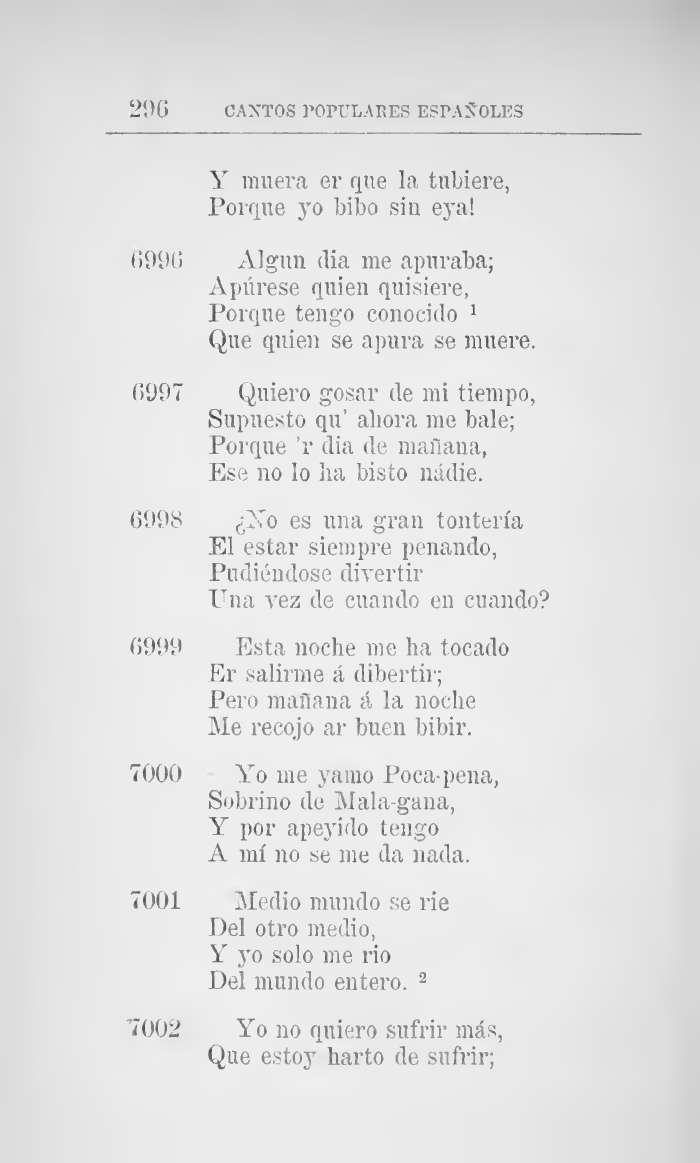 296 CANTOS POPULARES ESPAÑOLES
Y muera er que la tubiere,
Porque yo bibo sin eya!
6996 Algun dia me apuraba;
Apúrese quien quisiere,
Porque tengo conocido ¹
Que quien se apura se muere.
6997 Quiero gosar de mi tiempo,
Supuesto qu' ahora me bale;
Porque 'r dia de mañana,
Ese no lo ha bisto nádie.
6998 ¿No es una gran tontería
El estar siempre penando,
Pudiéndose divertir
Una vez de cuando en cuando?
6999 Esta noche me ha tocado
Er salirme á dibertir;
Pero mañana á la noche
Me recojo ar buen bibir.
7000 Yo me yamo Poca-pena,
Sobrino de Mala-gana,
Y por apeyido tengo
A mí no se me da nada.
7001 Medio mundo se rie
Del otro medio,
Y yo solo me rio
Del mundo entero. ²
7002 Yo no quiero sufrir más,
Que estoy harto de sufrir;